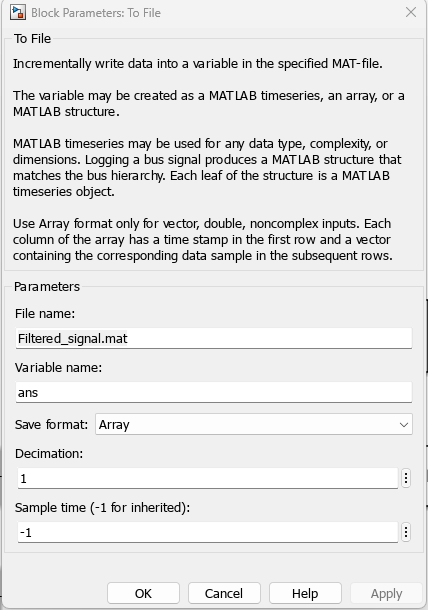 Block Parameters: To File
To File
Incrementally write data into a variable in the specified MAT-file.
The variable may be created as a MATLAB timeseries, an array, or a
MATLAB structure.
MATLAB timeseries may be used for any data type, complexity, or
dimensions. Logging a bus signal produces a MATLAB structure that
matches the bus hierarchy. Each leaf of the structure is a MATLAB
timeseries object.
Use Array format only for vector, double, noncomplex inputs. Each
column of the array has a time stamp in the first row and a vector
containing the corresponding data sample in the subsequent rows.
Parameters
File name:
Filtered_signal.mat
Variable name:
ans
Save format: Array
Decimation:
1
Sample time (-1 for inherited):
-1
OK Cancel Help Apply